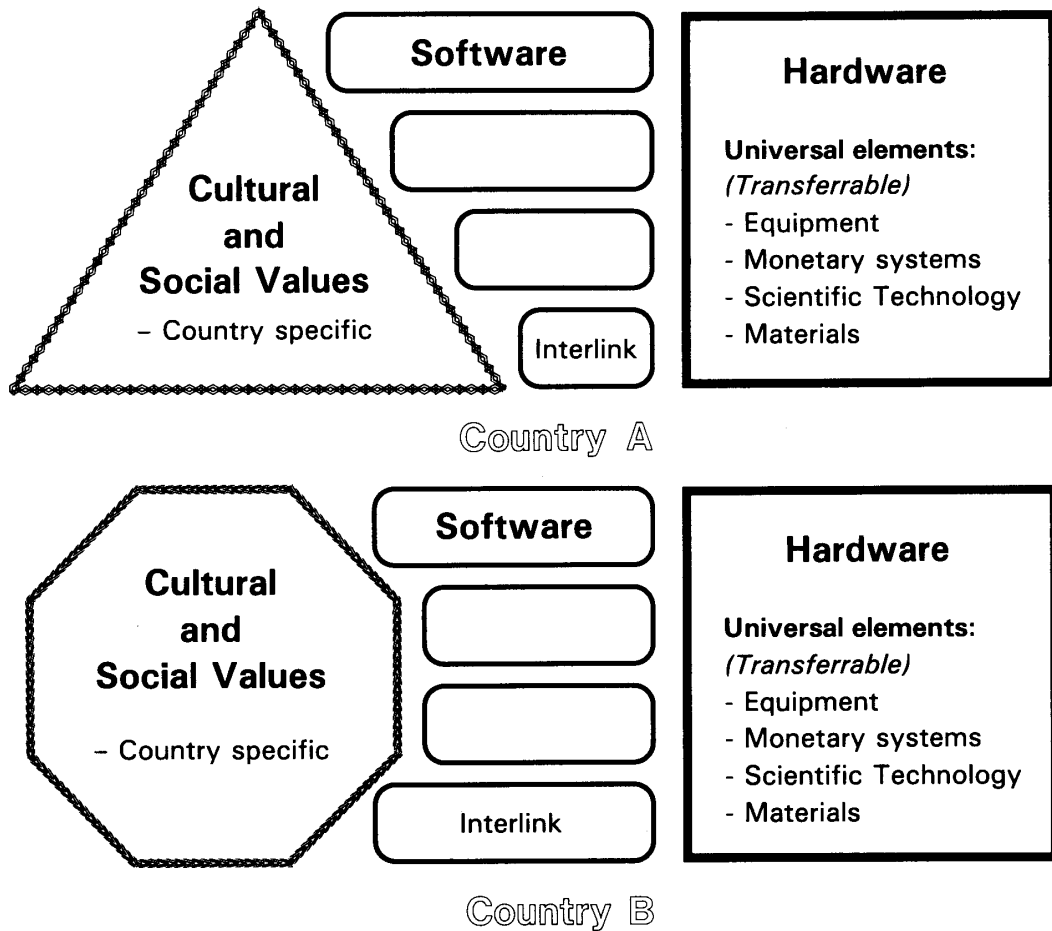 Software
Cultural
and
Social Values
– Country specific
Interlink
Hardware
Universal elements:
(Transferrable)
- Equipment
- Monetary systems
- Scientific Technology
- Materials
Country A
Cultural
and
Social Values
– Country specific
Software
Interlink
Hardware
Universal elements:
(Transferrable)
- Equipment
- Monetary systems
- Scientific Technology
- Materials
Country B